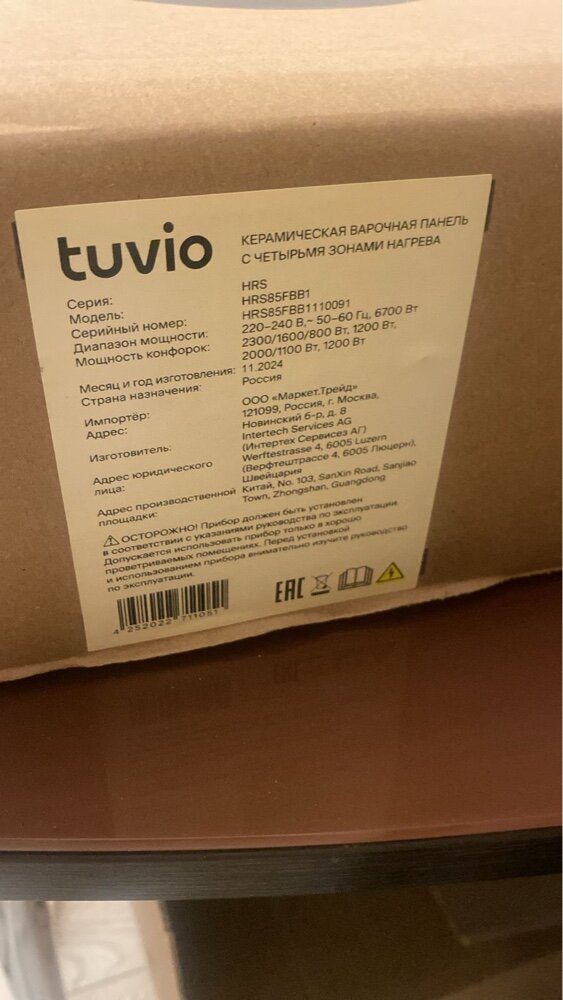 tuvio
КЕРАМИЧЕСКАЯ ВАРОЧНАЯ ПАНЕЛЬ
С ЧЕТЫРЬМЯ ЗОНАМИ НАГРЕВА
Серия: HRS
Модель: HRS85FBB1
Серийный номер: HRS85FBB1110091
Диапазон мощности: 220–240 В,~ 50–60 Гц, 6700 Вт
Мощность конфорок: 2300/1600/800 Вт, 1200 Вт,
2000/1100 Вт, 1200 Вт
Месяц и год изготовления: 11.2024
Страна назначения: Россия
Импортёр: ООО «Маркет.Трейд»
Адрес: 121099, Россия, г. Москва,
Новинский б-р, д. 8
Изготовитель: Intertech Services AG
(Интертех Сервисез АГ)
Адрес юридического лица: Werftestrasse 4, 6005 Luzern
(Верфтештрассе 4, 6005 Люцерн),
Швейцария
Адрес производственной площадки: Китай, No. 103, SanXin Road, Sanjiao
Town, Zhongshan, Guangdong
⚠ ОСТОРОЖНО! Прибор должен быть установлен
в соответствии с указаниями руководства по эксплуатации.
Допускается использовать прибор только в хорошо
проветриваемых помещениях. Перед установкой
и использованием прибора внимательно изучите руководство
по эксплуатации.
EAC
4 252022 711051